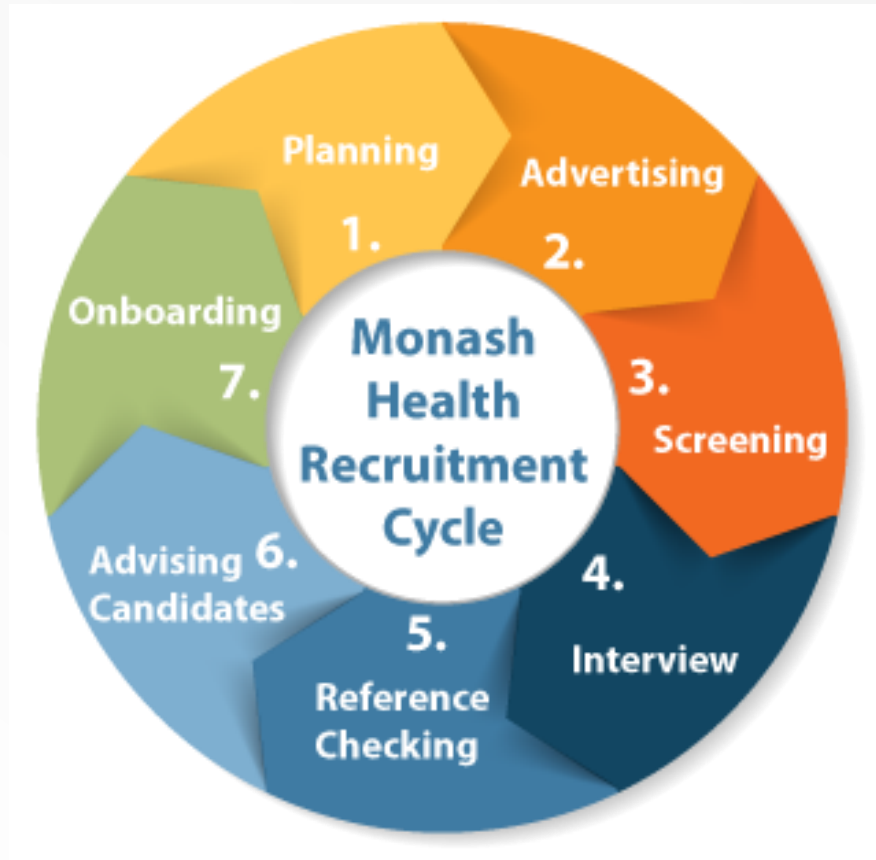 Monash
Health
Recruitment
Cycle
Planning
1.
Advertising
2.
3.
Screening
4.
Interview
5.
Reference
Checking
Advising 6.
Candidates
Onboarding
7.